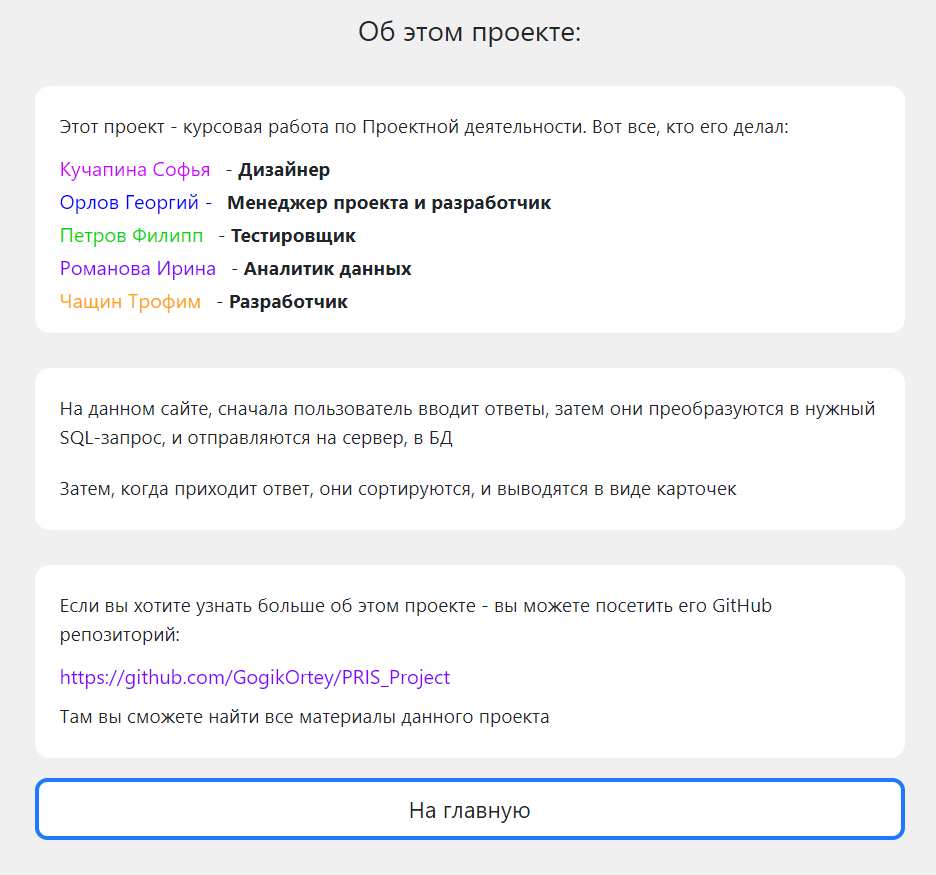 Об этом проекте:
Этот проект - курсовая работа по Проектной деятельности. Вот все, кто его делал:
Кучапина Софья - Дизайнер
Орлов Георгий - Менеджер проекта и разработчик
Петров Филипп - Тестировщик
Романова Ирина - Аналитик данных
Чащин Трофим - Разработчик
На данном сайте, сначала пользователь вводит ответы, затем они преобразуются в нужный
SQL-запрос, и отправляются на сервер, в БД
Затем, когда приходит ответ, они сортируются, и выводятся в виде карточек
Если вы хотите узнать больше об этом проекте - вы можете посетить его GitHub
репозиторий:
https://github.com/GogikOrtey/PRIS_Project
Там вы сможете найти все материалы данного проекта
На главную